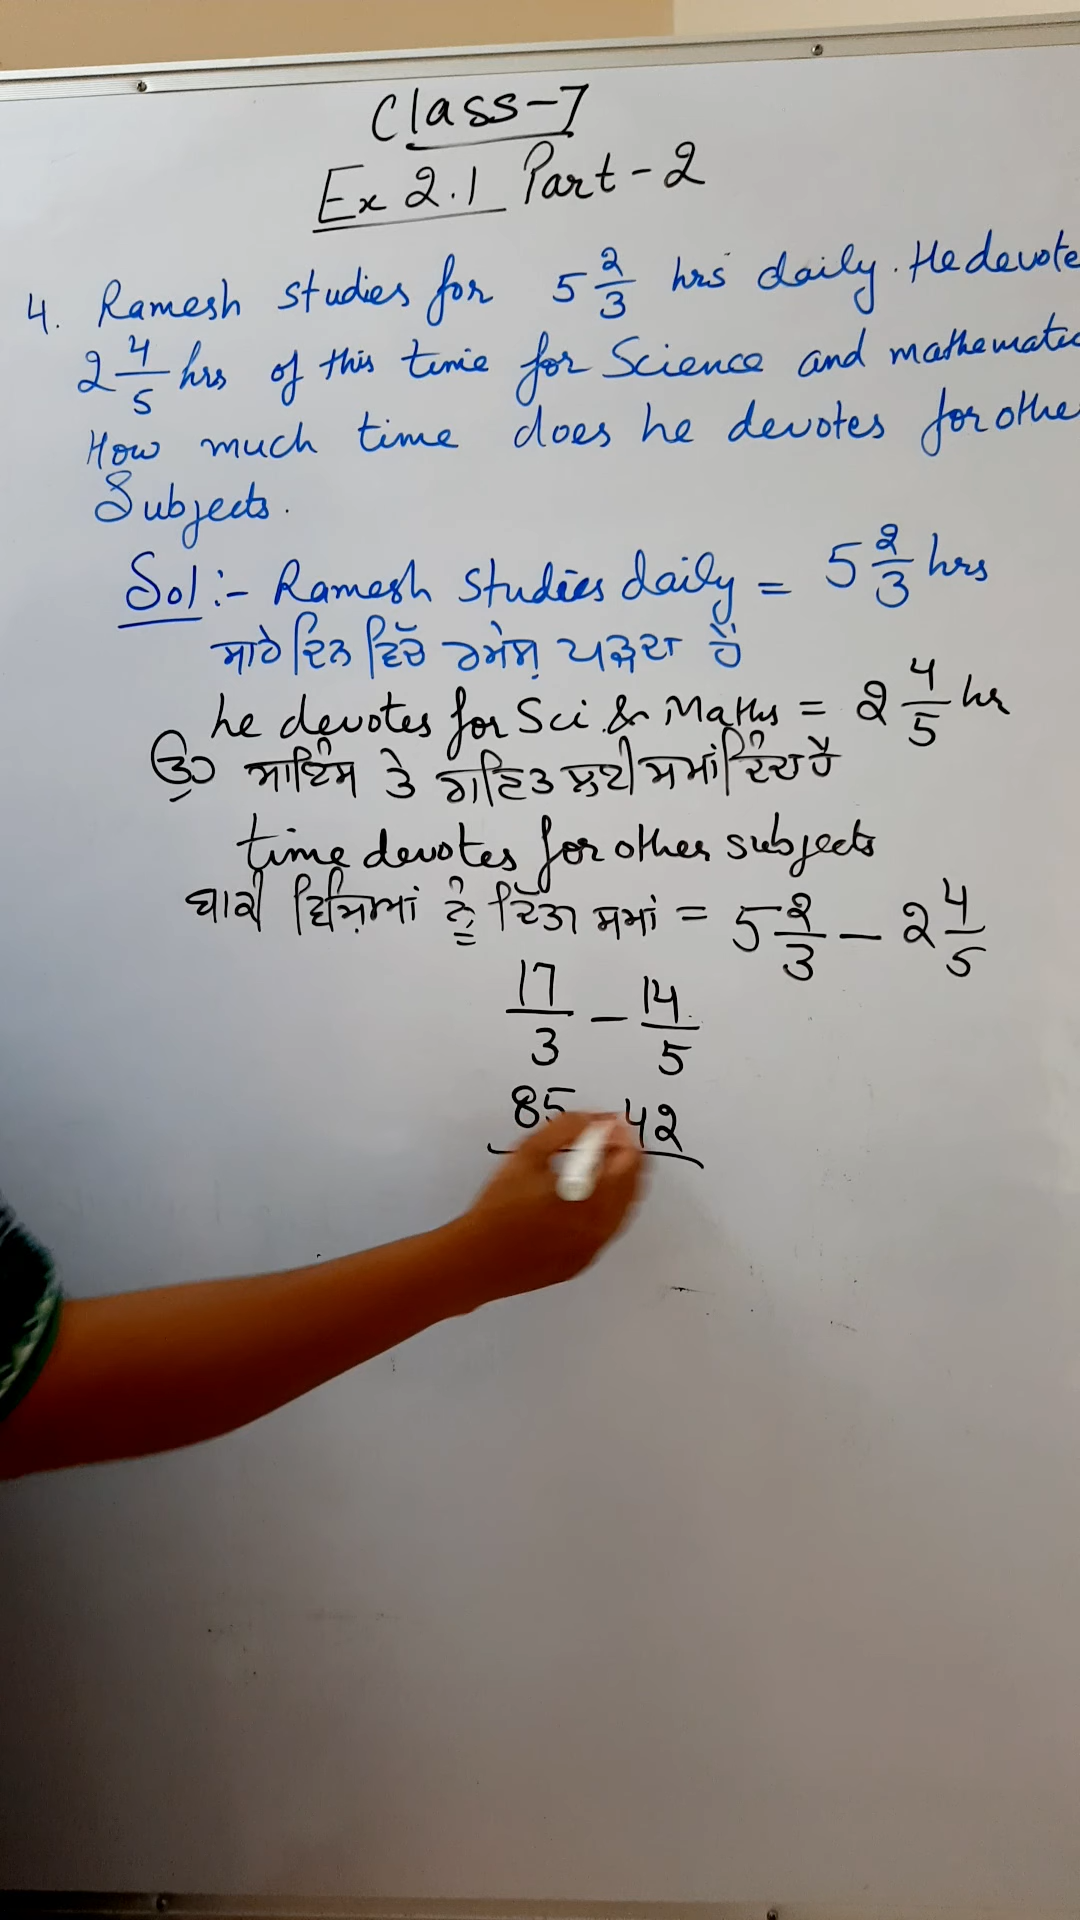 Class-7
Ex 2.1 Part-2
4. Ramesh studies for 5 2/3 hrs daily. He devote
2 4/5 hrs of this time for Science and mathematic
How much time does he devotes for othe
Subjects.
Sol:- Ramesh Studies daily = 5 2/3 hrs
ਸਾਰੇ ਦਿਨ ਵਿੱਚ ਰਮੇਸ਼ ਪੜ੍ਹਦਾ ਹੈ
he devotes for Sci & Maths = 2 4/5 hr
ਉਹ ਸਾਇੰਸ ਤੇ ਗਣਿਤ ਲਈ ਸਮਾਂ ਦਿੰਦਾ ਹੈ
time devotes for other subjects
ਬਾਕੀ ਵਿਸ਼ਿਆਂ ਨੂੰ ਦਿੱਤਾ ਸਮਾਂ = 5 2/3 - 2 4/5
17/3 - 14/5
85 42